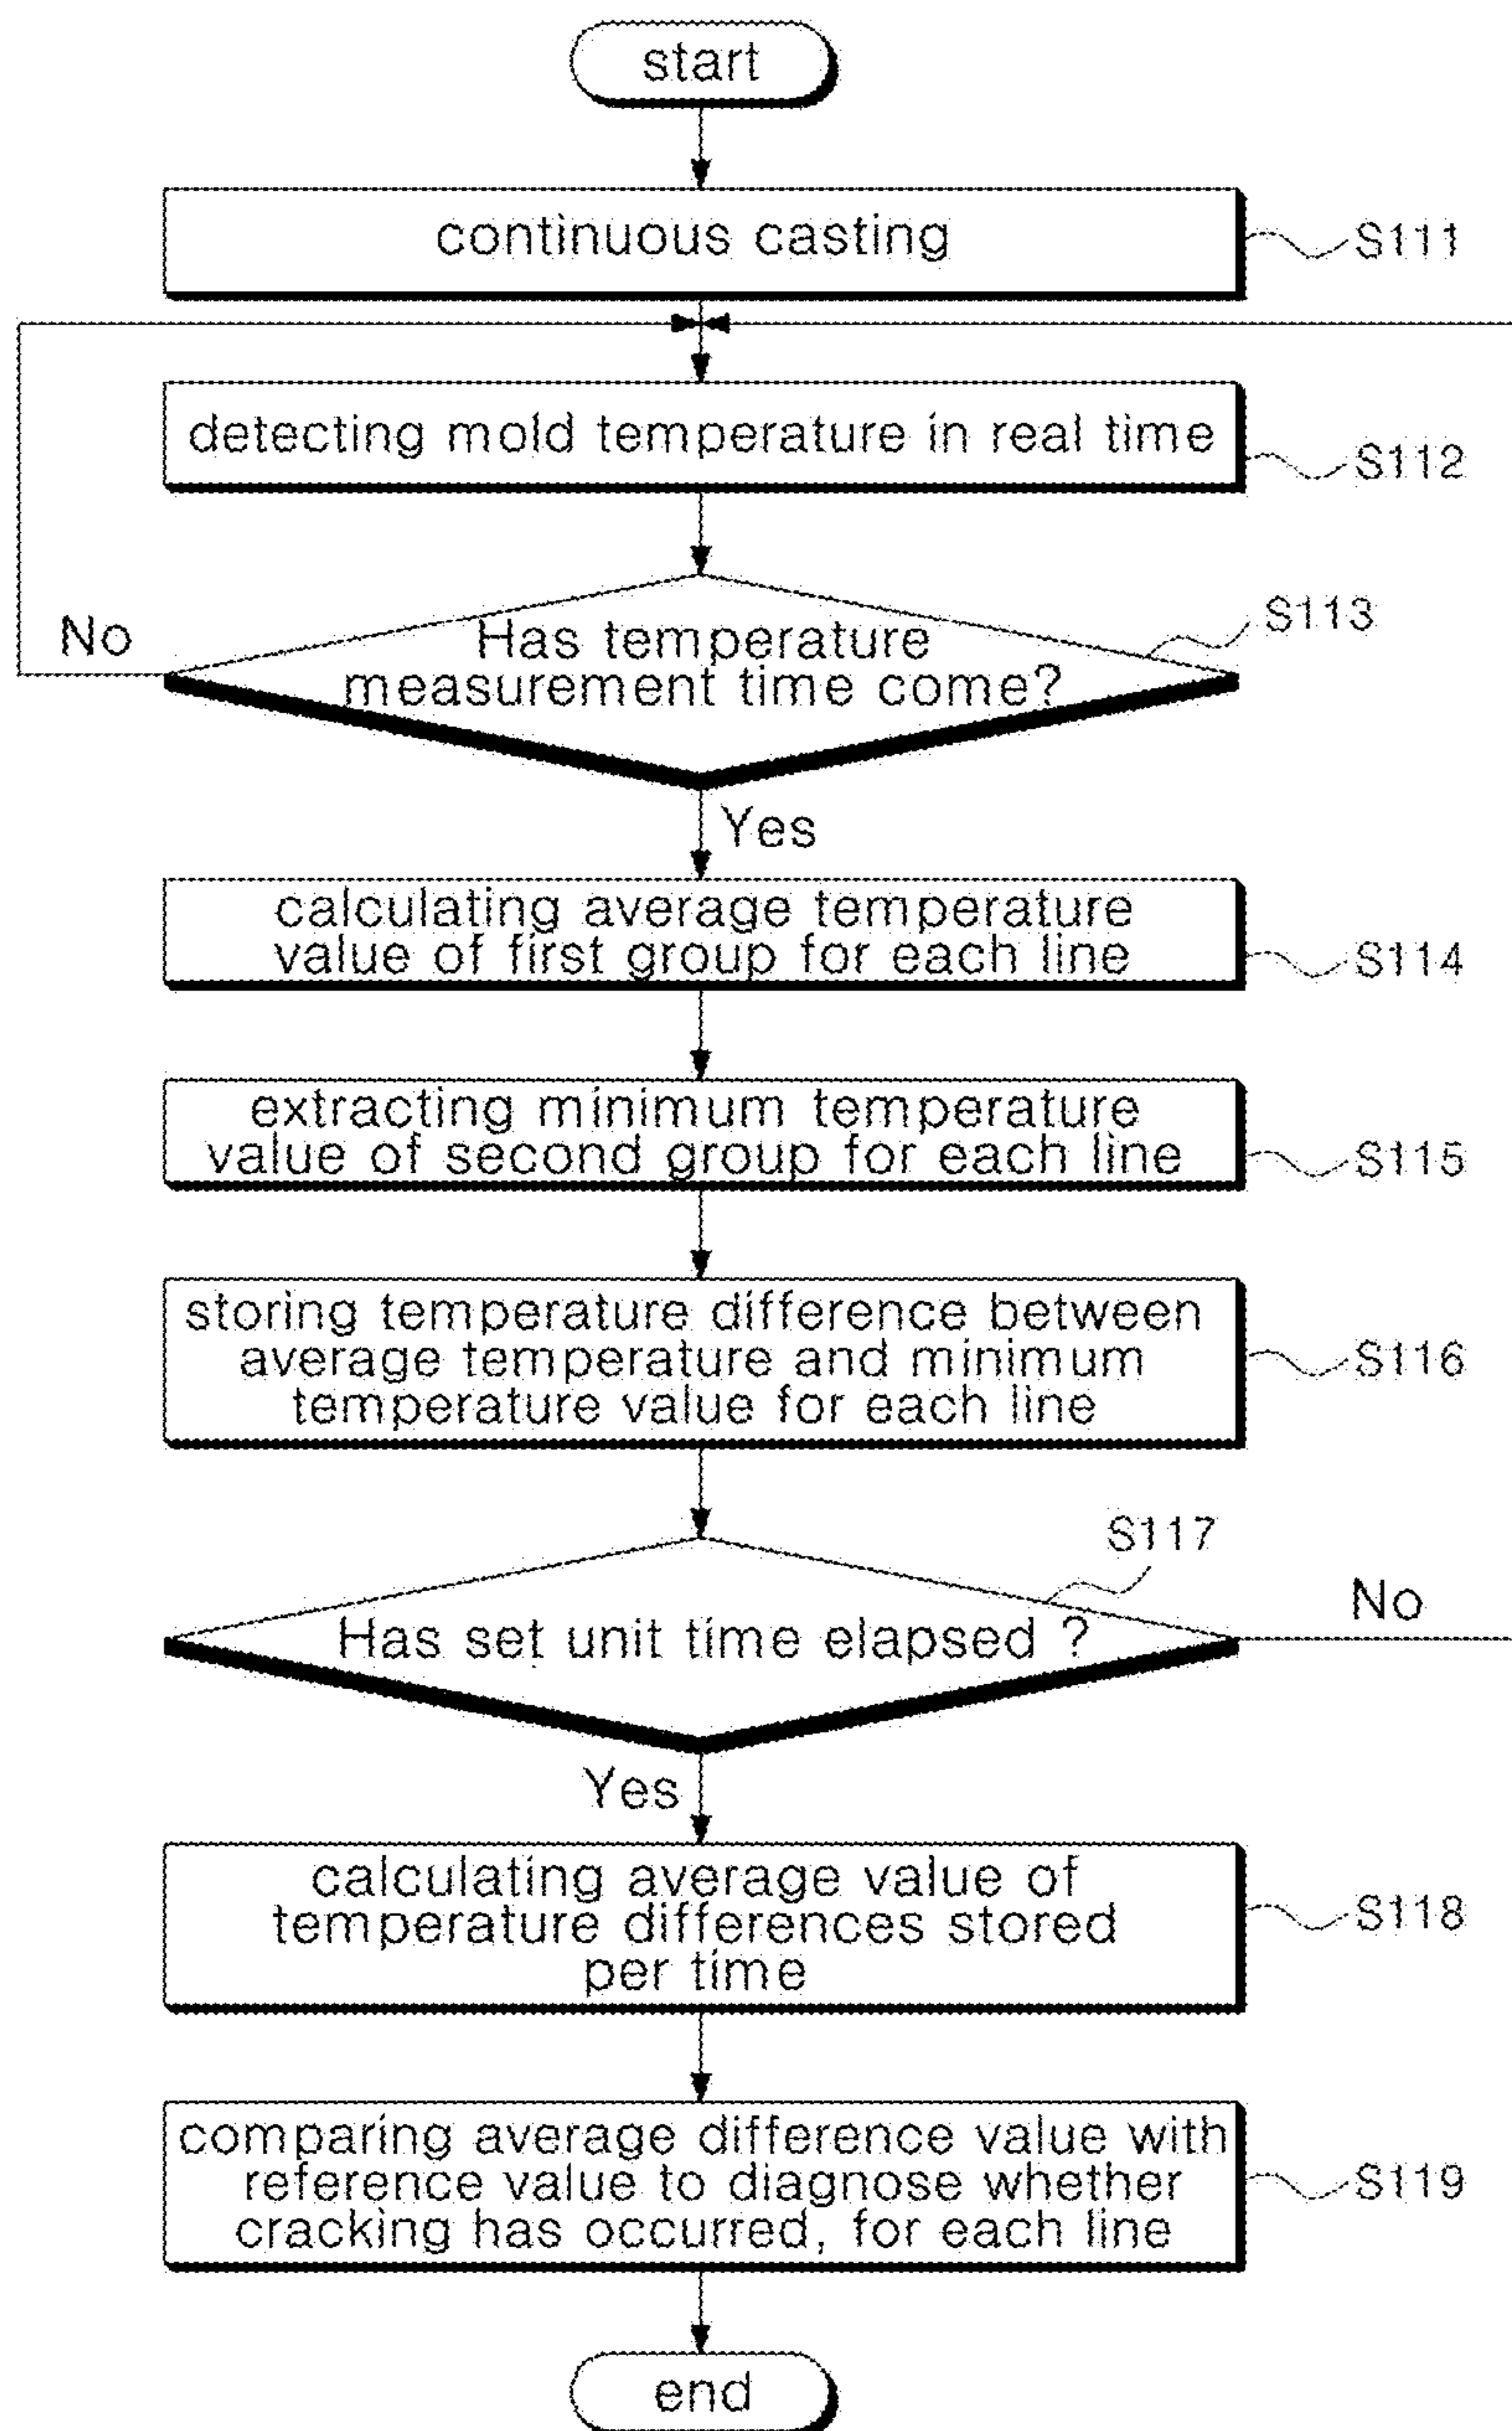 start
continuous casting
S111
detecting mold temperature in real time
S112
No
Has temperature
measurement time come?
S113
Yes
calculating average temperature
value of first group for each line
S114
extracting minimum temperature
value of second group for each line
S115
storing temperature difference between
average temperature and minimum
temperature value for each line
S116
S117
Has set unit time elapsed ?
No
Yes
calculating average value of
temperature differences stored
per time
S118
comparing average difference value with
reference value to diagnose whether
cracking has occurred, for each line
S119
end